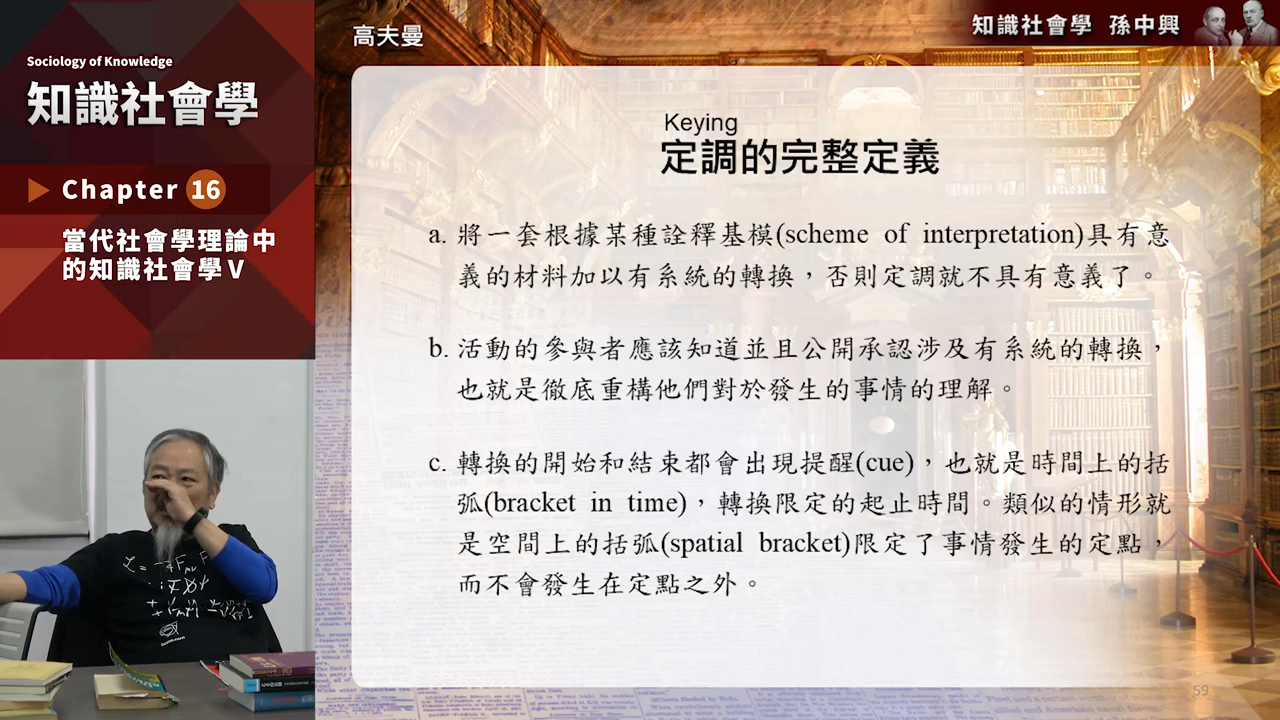 Sociology of Knowledge
知識社會學
Chapter 16
當代社會學理論中
的知識社會學 V
高夫曼
知識社會學 孫中興
Keying
定調的完整定義
a. 將一套根據某種詮釋基模(scheme of interpretation)具有意
義的材料加以有系統的轉換，否則定調就不具有意義了。
b. 活動的參與者應該知道並且公開承認涉及有系統的轉換，
也就是徹底重構他們對於發生的事情的理解。
c. 轉換的開始和結束都會出現提醒(cue)，也就是時間上的括
弧(bracket in time)，轉換限定的起止時間。類似的情形就
是空間上的括弧(spatial bracket)限定了事情發生的定點，
而不會發生在定點之外。
59